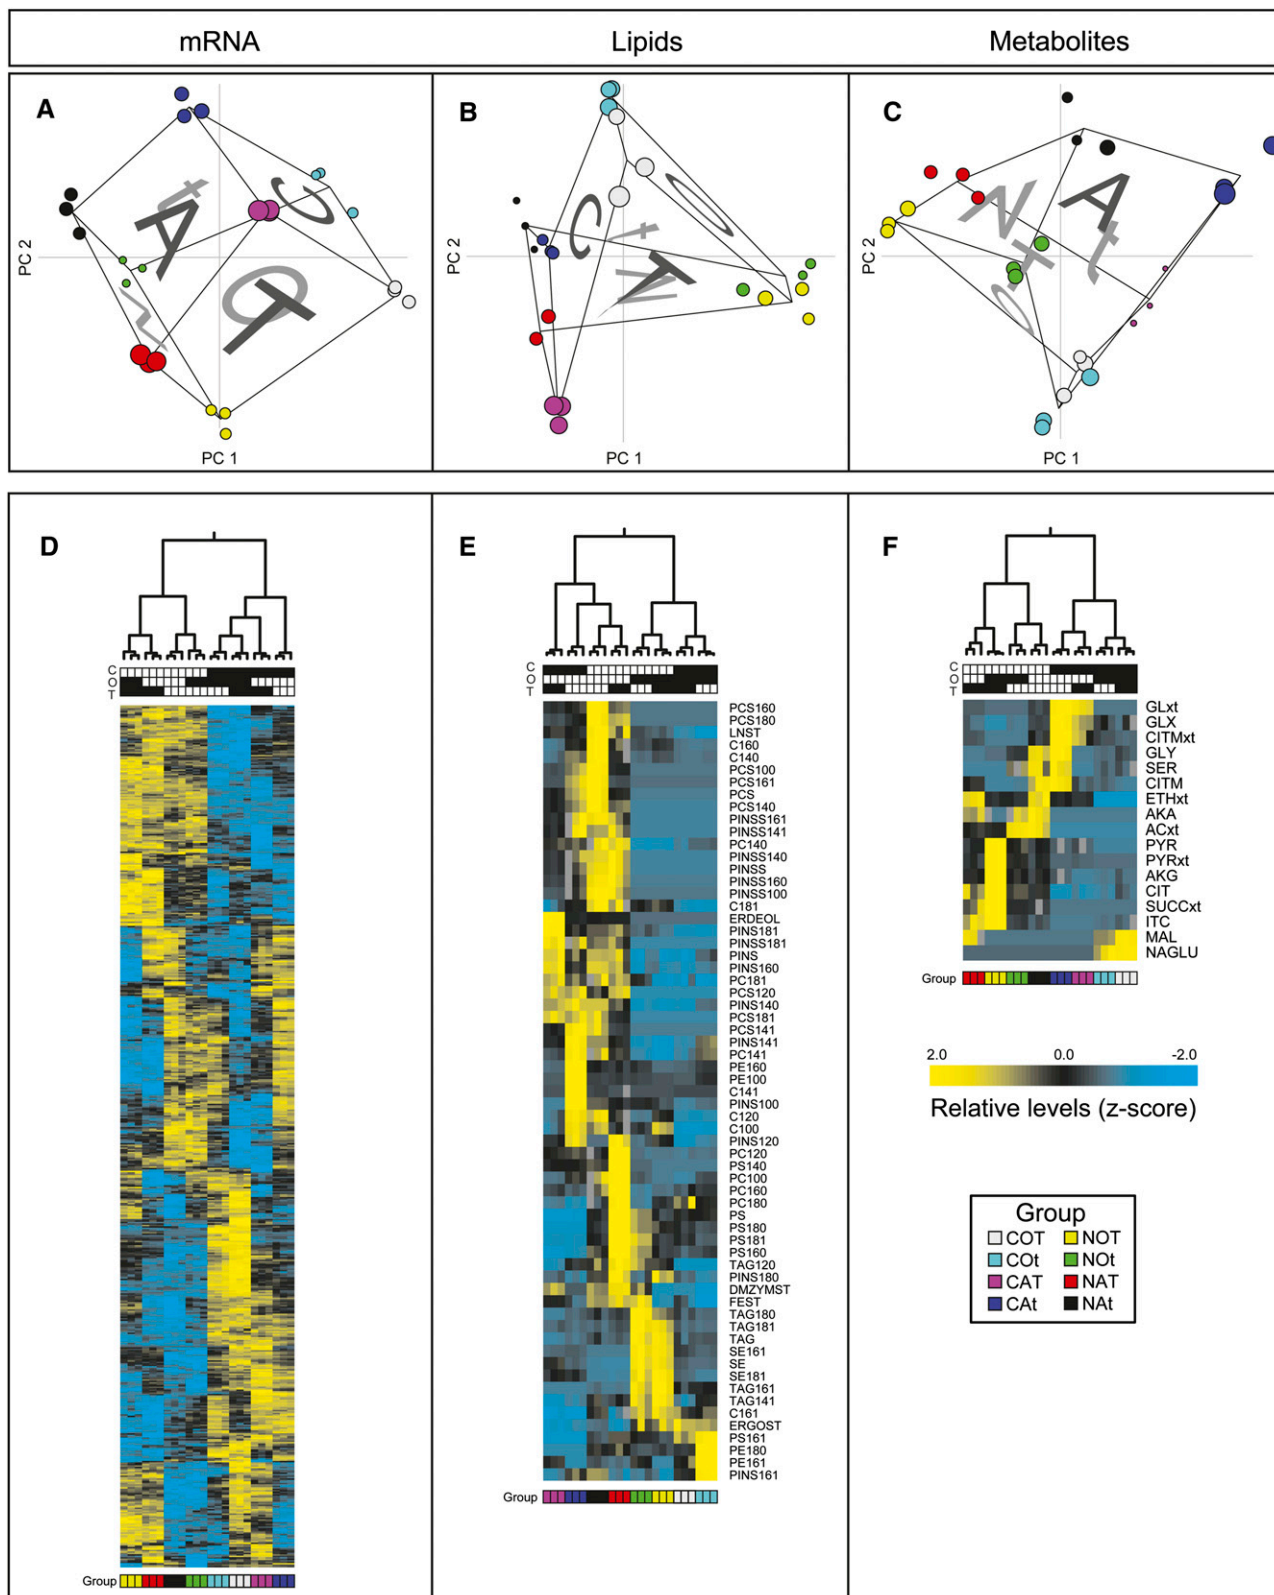 mRNA
Lipids
Metabolites
A
B
C
PC 2
PC 2
PC 2
A
t
C
N
O
T
C
t
O
N
T
N
A
t
O
PC 1
PC 1
PC 1
D
E
F
C
O
T
C
O
T
C
O
T
PCS160
PCS180
LNST
C160
C140
PCS100
PCS161
PCS
PCS140
PINSS161
PINSS141
PC140
PINSS140
PINSS
PINSS160
PINSS100
C181
ERDEOL
PINS181
PINSS181
PINS
PINS160
PC181
PCS120
PINS140
PCS181
PCS141
PINS141
PC141
PE160
PE100
C141
PINS100
C120
C100
PINS120
PC120
PS140
PC100
PC160
PC180
PS
PS180
PS181
PS160
TAG120
PINS180
DMZYMST
FEST
TAG180
TAG181
TAG
SE161
SE
SE181
TAG161
TAG141
C161
ERGOST
PS161
PE180
PE161
PINS161
GLxt
GLX
CITMxt
GLY
SER
CITM
ETHxt
AKA
ACxt
PYR
PYRxt
AKG
CIT
SUCCxt
ITC
MAL
NAGLU
Group
2.0 0.0 -2.0
Relative levels (z-score)
Group
COT NOT
COt NOt
CAT NAT
CAt NAt
Group
Group